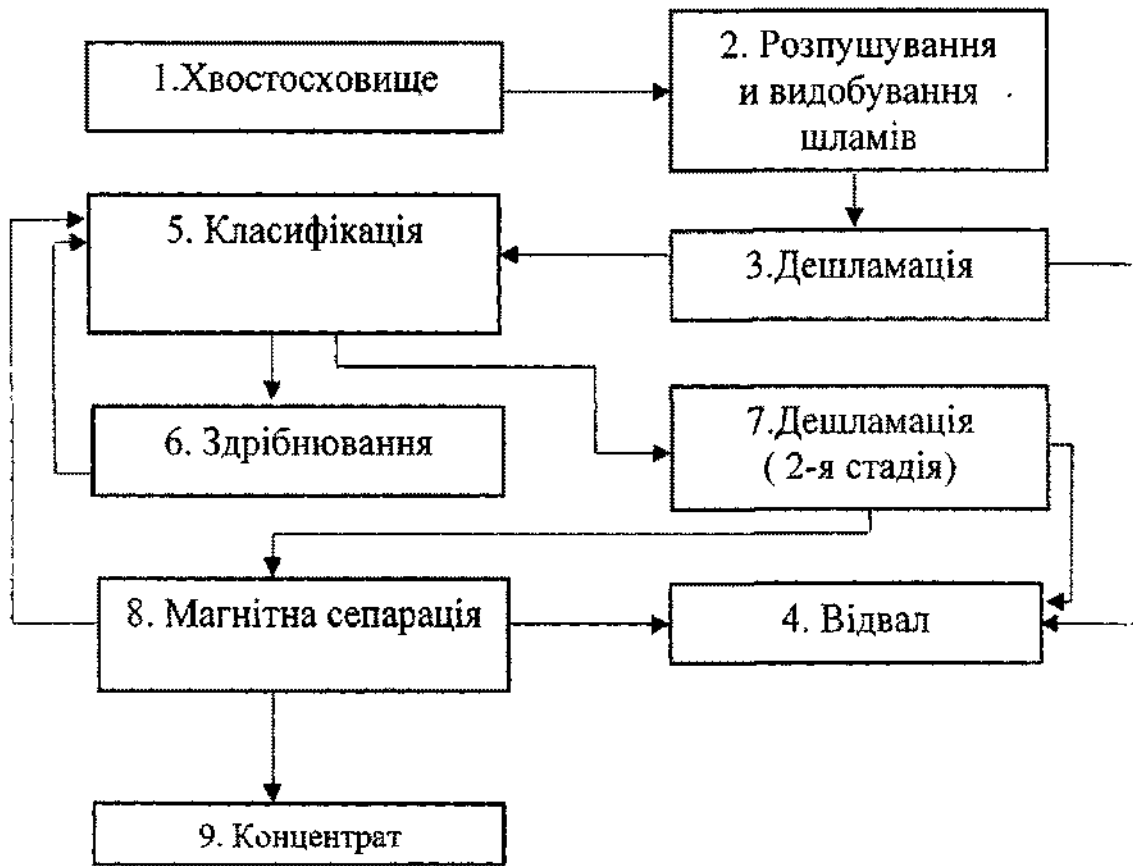 1.Хвостосховище
2. Розпушування
и видобування
шламів
5. Класифікація
3.Дешламація
6. Здрібнювання
7.Дешламація
( 2-я стадія)
8. Магнітна сепарація
4. Відвал
9. Концентрат